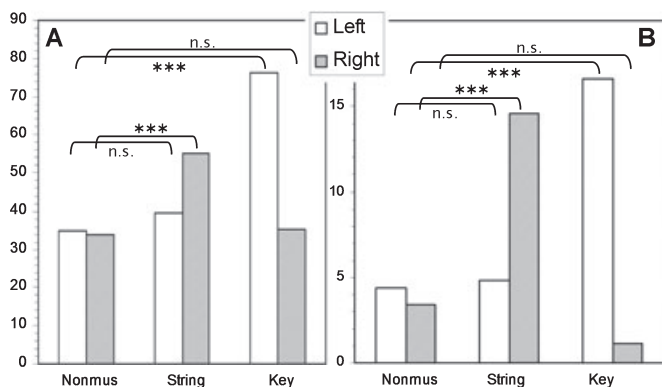 90
80
70
60
50
40
30
20
10
0
A
n.s.
***
***
n.s.
Nonmus String Key
Left
Right
B
15
10
5
0
n.s.
***
***
n.s.
Nonmus String Key